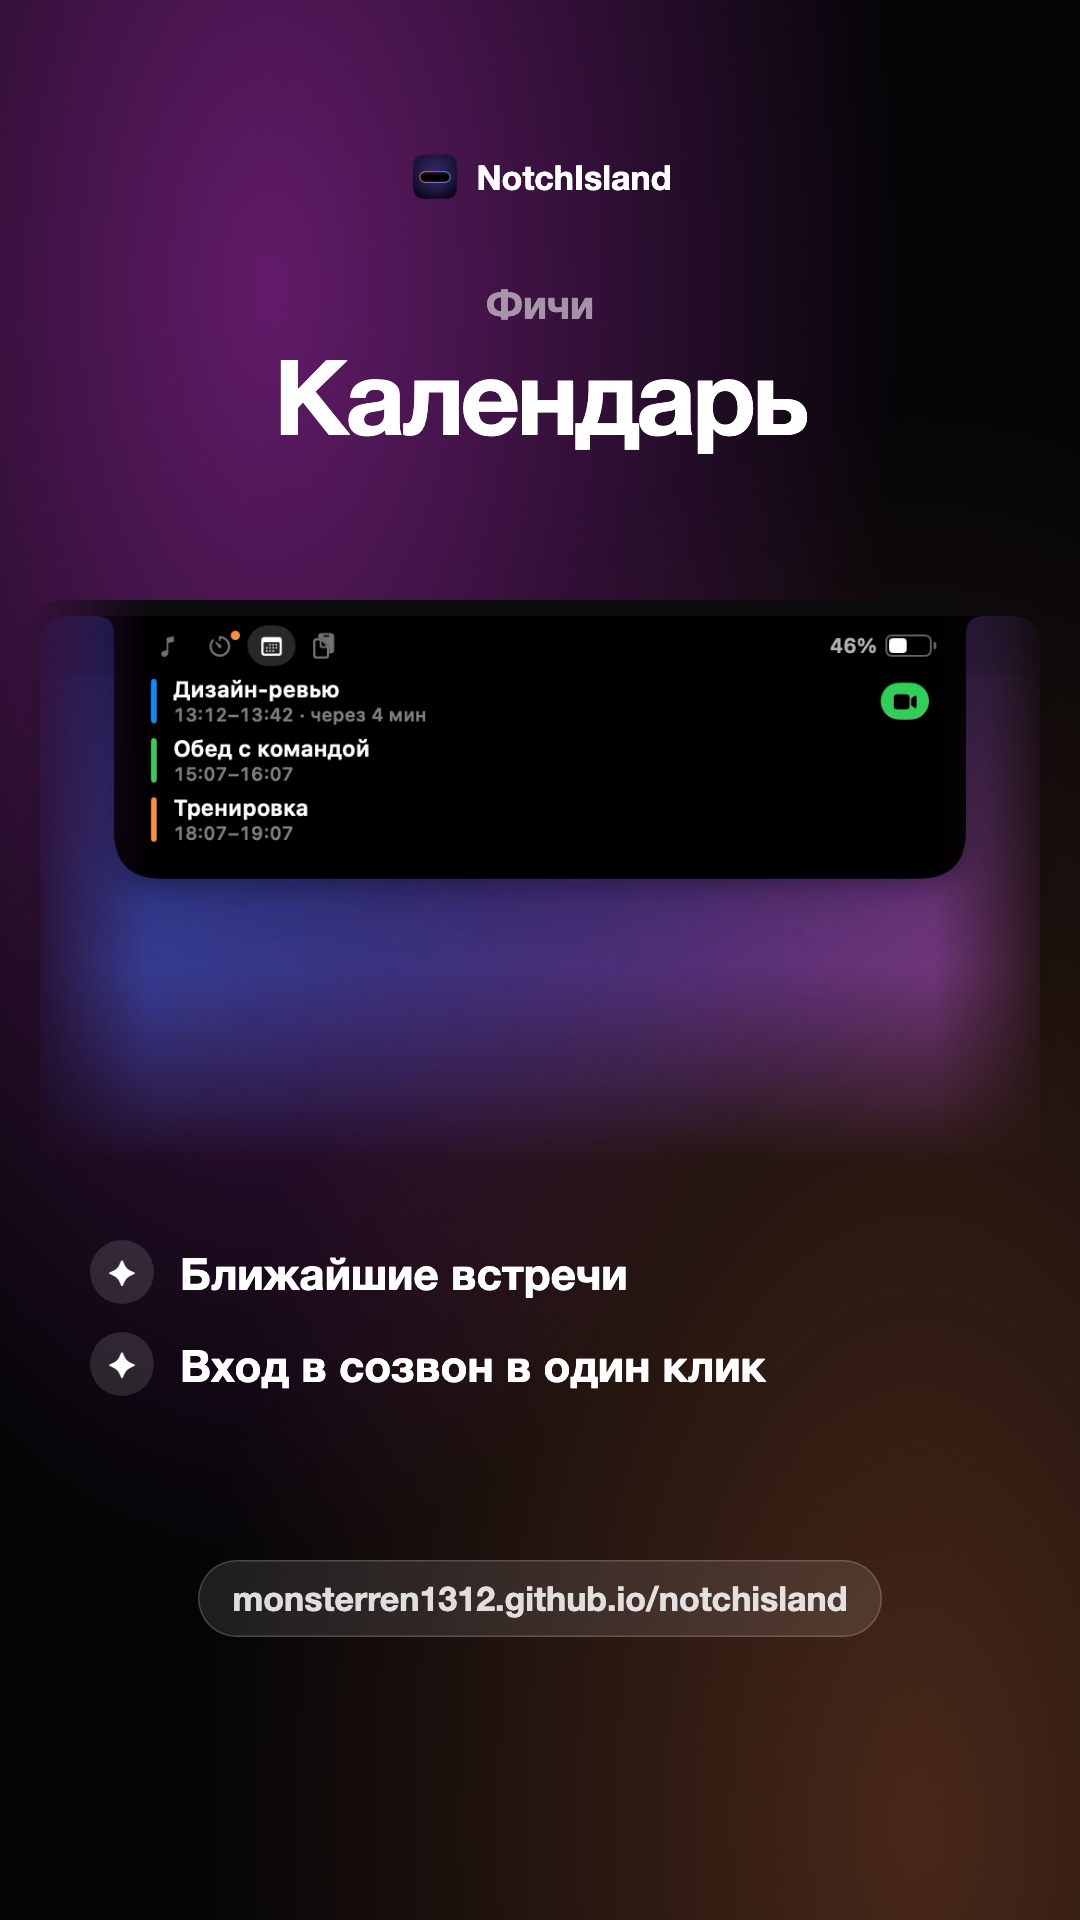 NotchIsland
Фичи
Календарь
46%
Дизайн-ревью
13:12–13:42 · через 4 мин
Обед с командой
15:07–16:07
Тренировка
18:07–19:07
Ближайшие встречи
Вход в созвон в один клик
monsterren1312.github.io/notchisland